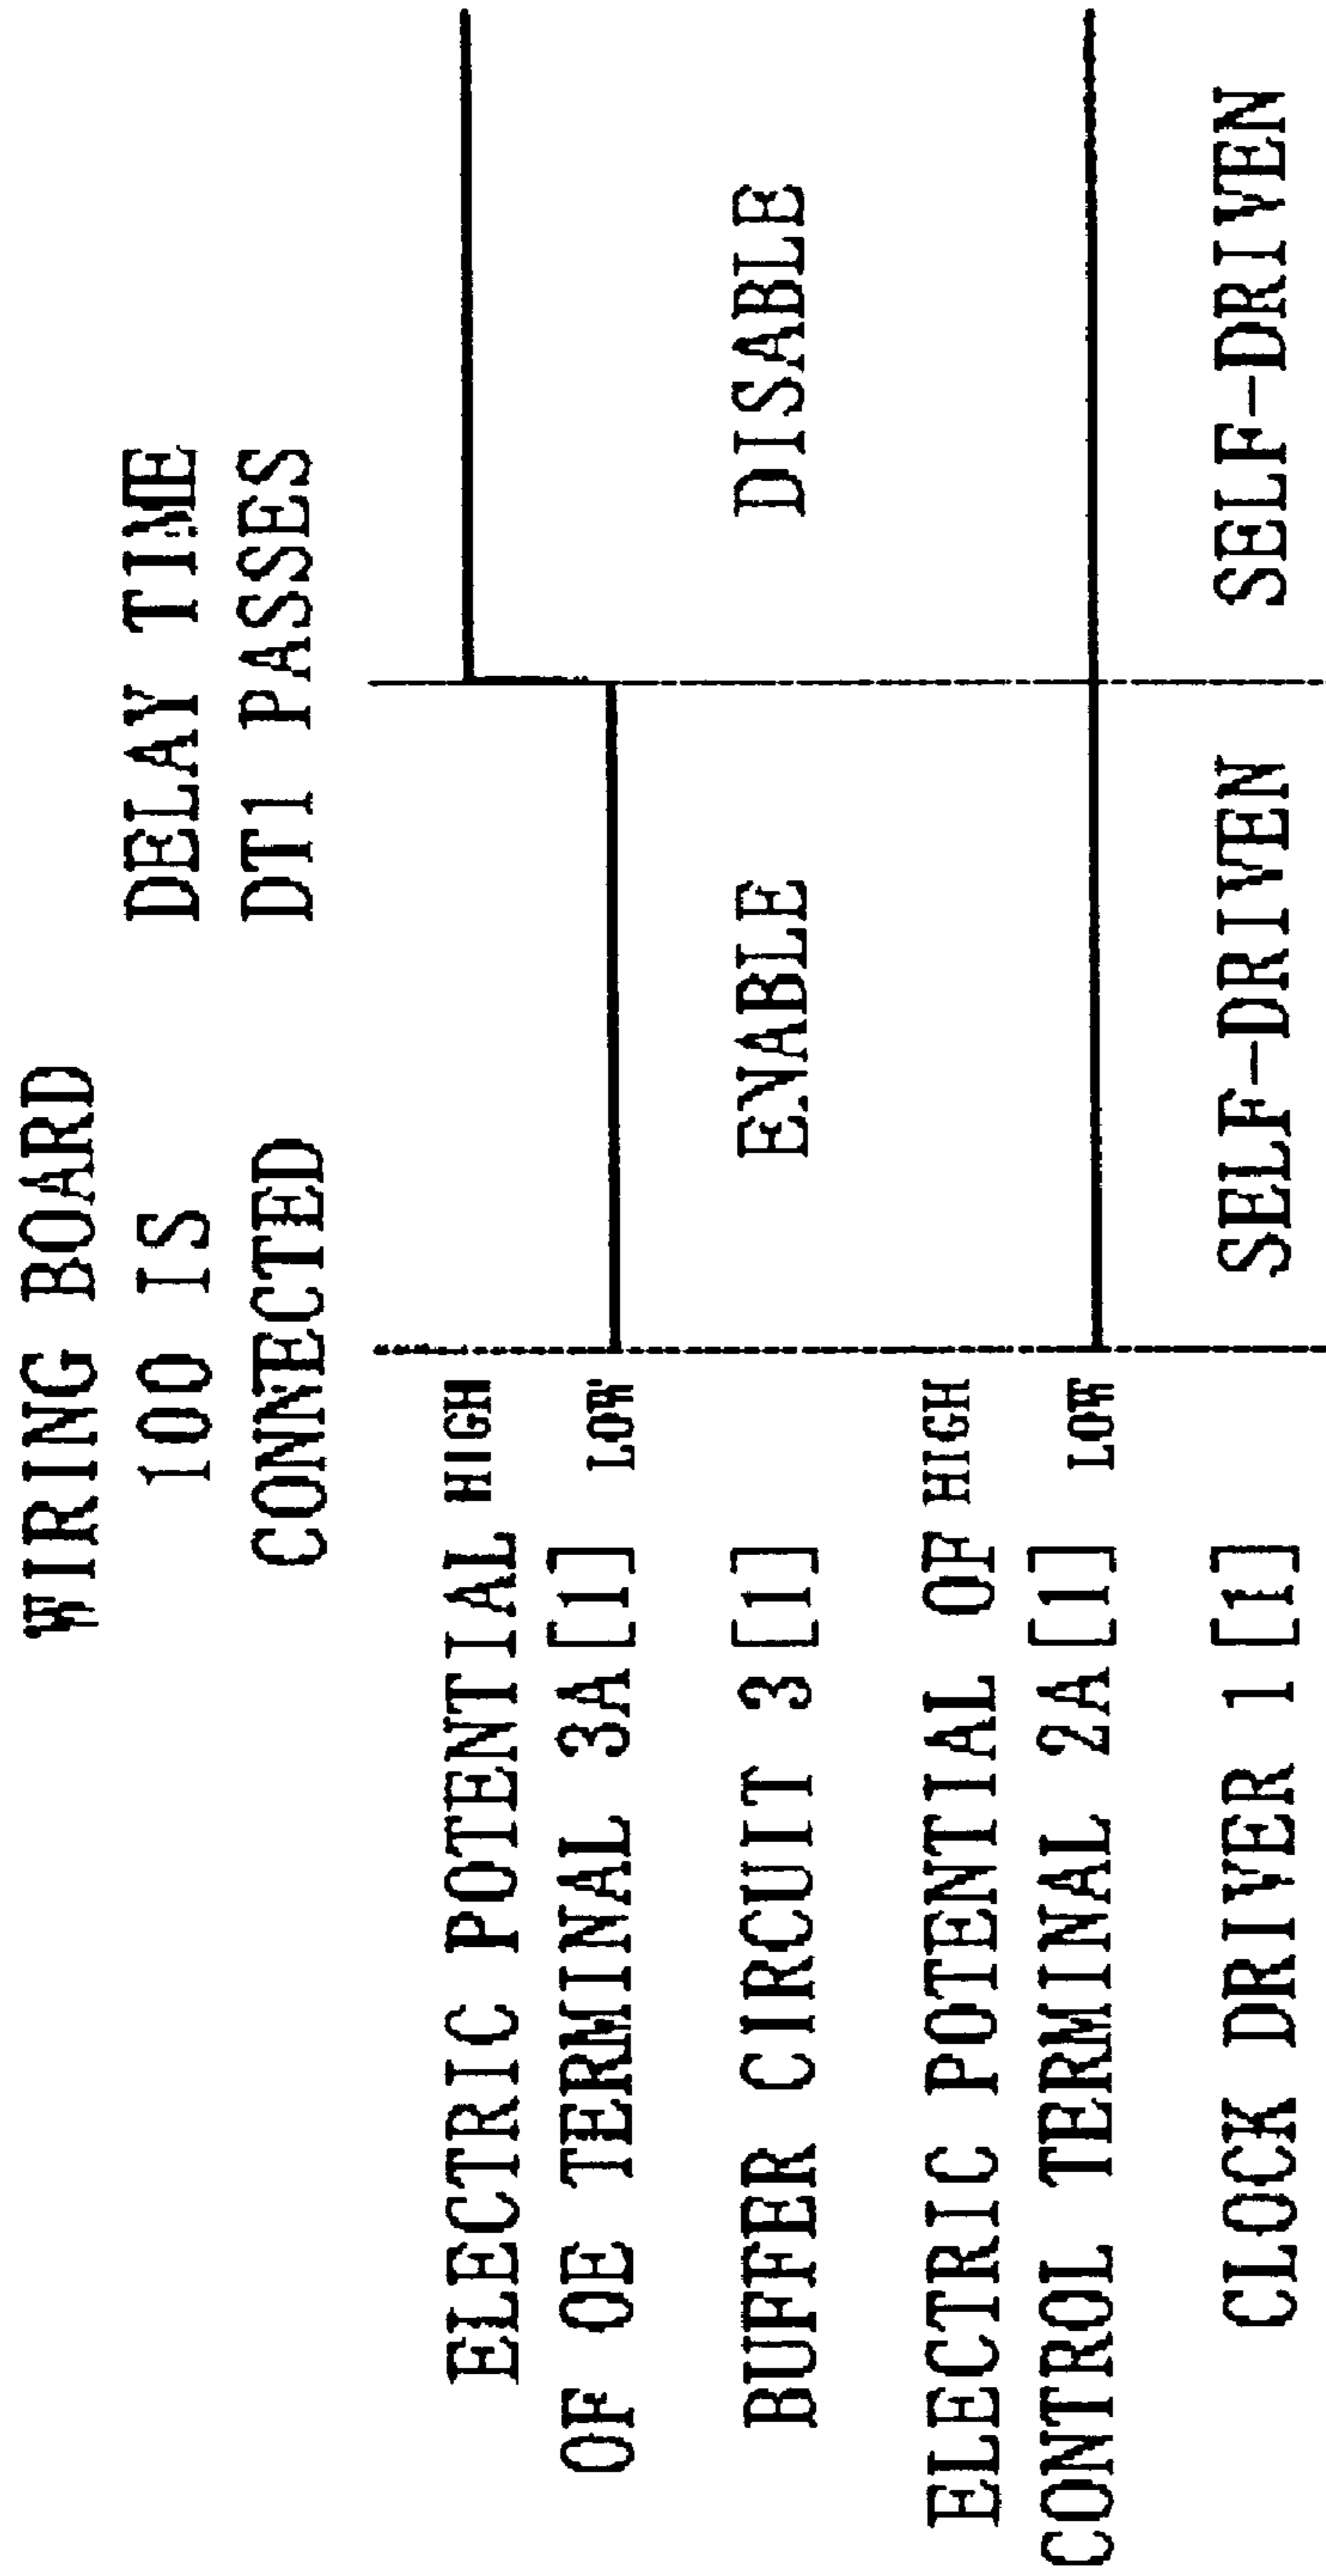 WIRING BOARD
100 IS
CONNECTED
DELAY TIME
DT1 PASSES
ELECTRIC POTENTIAL
OF OE TERMINAL 3A[1]
HIGH
LOW
BUFFER CIRCUIT 3[1]
ENABLE
DISABLE
ELECTRIC POTENTIAL OF
CONTROL TERMINAL 2A[1]
HIGH
LOW
CLOCK DRIVER 1[1]
SELF-DRIVEN
SELF-DRIVEN